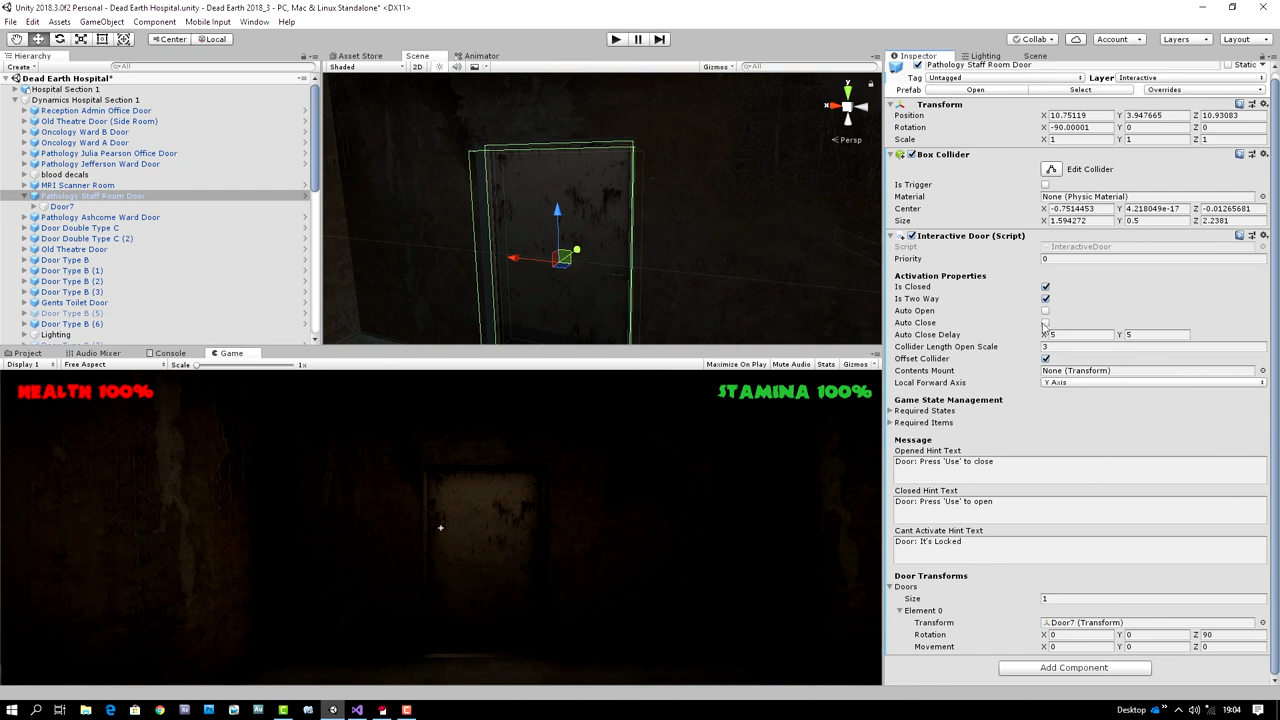 Unity 2018.3.0f2 Personal - Dead Earth Hospital.unity - Dead Earth 2018_3 - PC, Mac & Linux Standalone* <DX11>
File Edit Assets GameObject Component Mobile Input Window Help
Center Local Collab Account Layers Layout
Hierarchy
Create All
Dead Earth Hospital*
Hospital Section 1
Dynamics Hospital Section 1
Reception Admin Office Door
Old Theatre Door (Side Room)
Oncology Ward B Door
Oncology Ward A Door
Pathology Julia Pearson Office Door
Pathology Jefferson Ward Door
blood decals
MRI Scanner Room
Pathology Staff Room Door
Door7
Pathology Ashcome Ward Door
Door Double Type C
Door Double Type C (2)
Old Theatre Door
Door Type B
Door Type B (1)
Door Type B (2)
Door Type B (3)
Gents Toilet Door
Door Type B (5)
Door Type B (6)
Lighting
Asset Store Scene Animator
Shaded 2D Gizmos All
y
x
Persp
Project Audio Mixer Console Game
Display 1 Free Aspect Scale 1x Maximize On Play Mute Audio Stats Gizmos
HEALTH 100% STAMINA 100%
Inspector Lighting Scene
Pathology Staff Room Door Static
Tag Untagged Layer Interactive
Prefab Open Select Overrides
Transform
Position X 10.75119 Y 3.947665 Z 10.93083
Rotation X -90.00001 Y 0 Z 0
Scale X 1 Y 1 Z 1
Box Collider
Edit Collider
Is Trigger
Material None (Physic Material)
Center X -0.7514453 Y 4.218049e-17 Z -0.01265681
Size X 1.594272 Y 0.5 Z 2.2381
Interactive Door (Script)
Script InteractiveDoor
Priority 0
Activation Properties
Is Closed
Is Two Way
Auto Open
Auto Close
Auto Close Delay X 5 Y 5
Collider Length Open Scale 3
Offset Collider
Contents Mount None (Transform)
Local Forward Axis Y Axis
Game State Management
Required States
Required Items
Message
Opened Hint Text
Door: Press 'Use' to close
Closed Hint Text
Door: Press 'Use' to open
Cant Activate Hint Text
Door: It's Locked
Door Transforms
Doors
Size 1
Element 0
Transform Door7 (Transform)
Rotation X 0 Y 0 Z 90
Movement X 0 Y 0 Z 0
Add Component
Desktop 19:04